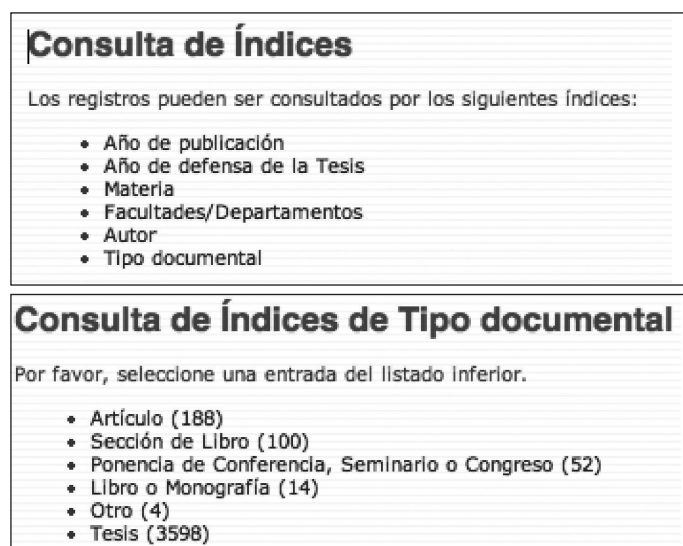 Consulta de Índices
Los registros pueden ser consultados por los siguientes índices:
• Año de publicación
• Año de defensa de la Tesis
• Materia
• Facultades/Departamentos
• Autor
• Tipo documental
Consulta de Índices de Tipo documental
Por favor, seleccione una entrada del listado inferior.
• Artículo (188)
• Sección de Libro (100)
• Ponencia de Conferencia, Seminario o Congreso (52)
• Libro o Monografía (14)
• Otro (4)
• Tesis (3598)